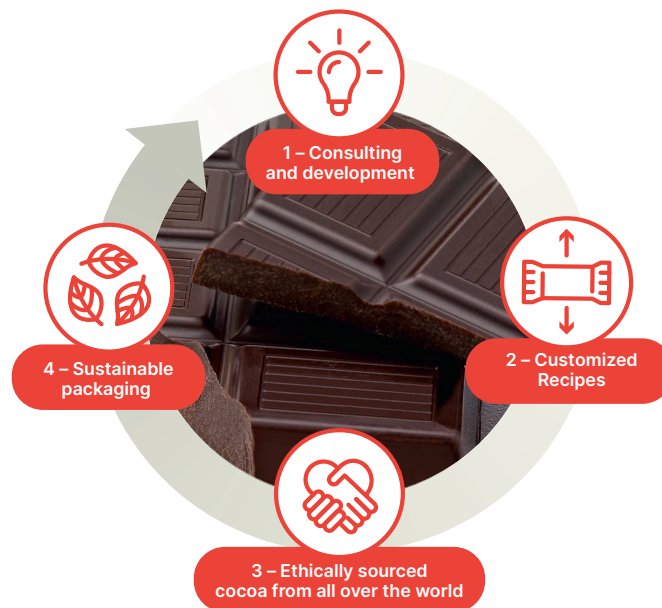 1 – Consulting
and development
2 – Customized
Recipes
3 – Ethically sourced
cocoa from all over the world
4 – Sustainable
packaging